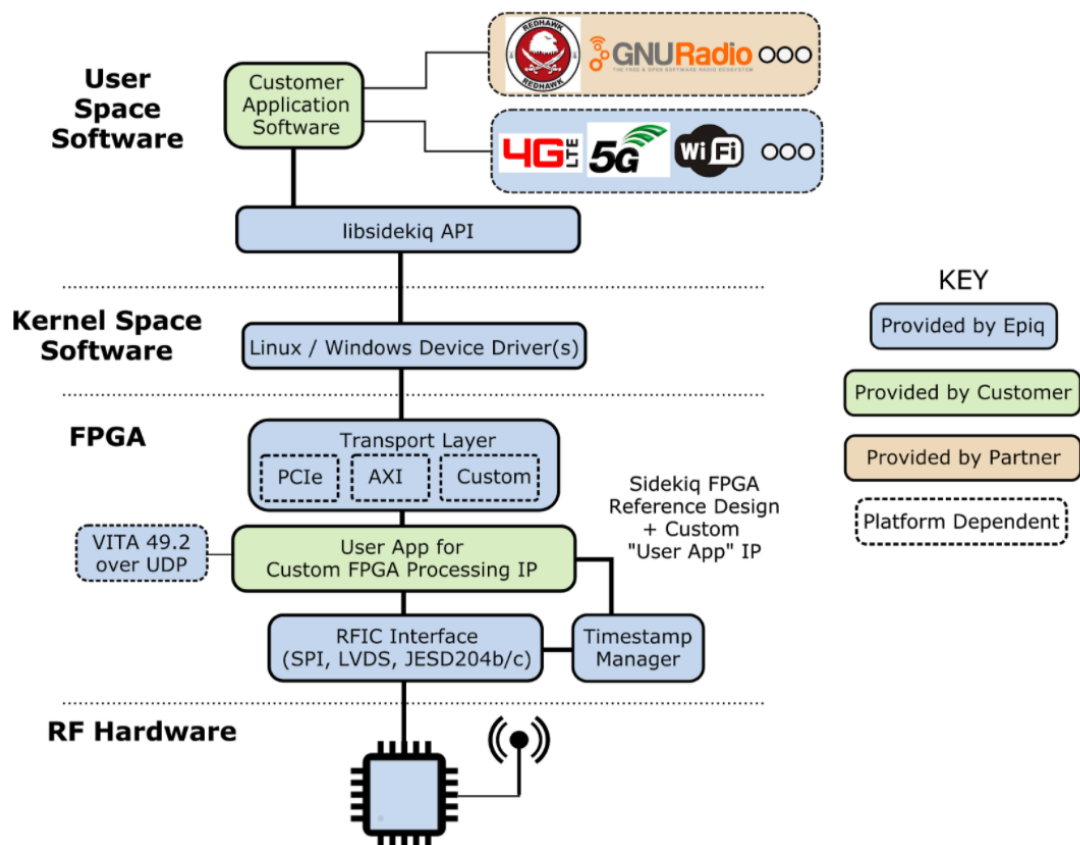 User
Space
Software
Customer
Application
Software
REDHAWK
REDHAWK
GNURadio
THE FREE & OPEN SOFTWARE RADIO ECOSYSTEM
4G LTE
5G
Wi Fi
libsidekiq API
Kernel Space
Software
Linux / Windows Device Driver(s)
KEY
Provided by Epiq
Provided by Customer
Provided by Partner
Platform Dependent
FPGA
Transport Layer
PCIe
AXI
Custom
Sidekiq FPGA
Reference Design
+ Custom
"User App" IP
VITA 49.2
over UDP
User App for
Custom FPGA Processing IP
RFIC Interface
(SPI, LVDS, JESD204b/c)
Timestamp
Manager
RF Hardware